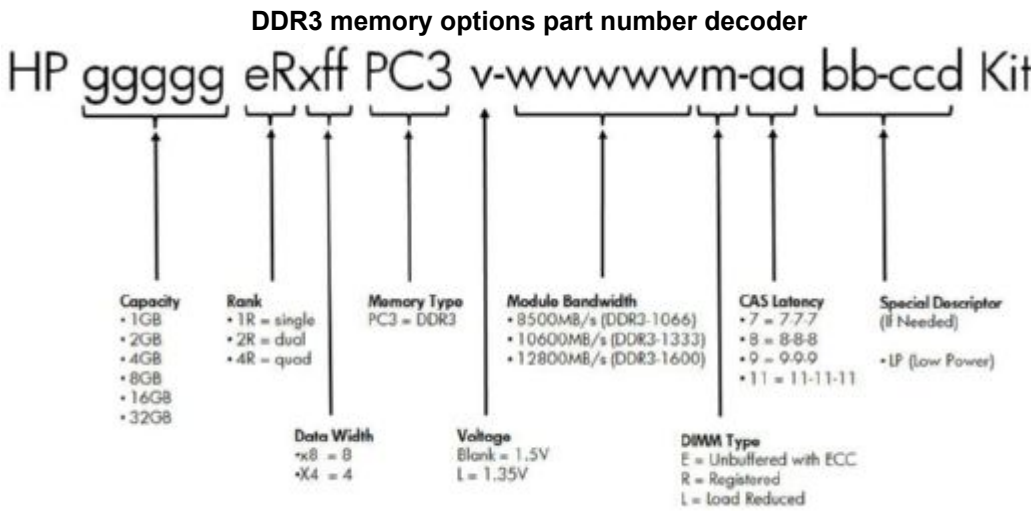 DDR3 memory options part number decoder
HP ggggg eRxff PC3 v-wwwwwm-aa bb-ccd Kit
Capacity
• 1GB
• 2GB
• 4GB
• 8GB
• 16GB
• 32GB
Rank
• 1R = single
• 2R = dual
• 4R = quad
Memory Type
PC3 = DDR3
Module Bandwidth
• 8500MB/s (DDR3-1066)
• 10600MB/s (DDR3-1333)
• 12800MB/s (DDR3-1600)
CAS Latency
• 7 = 7-7-7
• 8 = 8-8-8
• 9 = 9-9-9
• 11 = 11-11-11
Special Descriptor
(If Needed)
• LP (Low Power)
Data Width
•x8 = 8
•X4 = 4
Voltage
Blank = 1.5V
L = 1.35V
DIMM Type
E = Unbuffered with ECC
R = Registered
L = Load Reduced